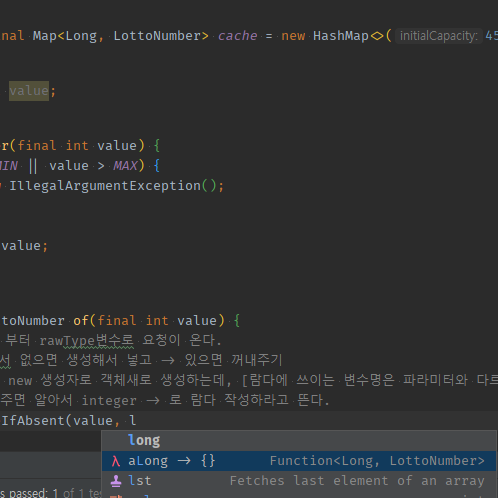 nal Map<Long, LottoNumber> cache = new HashMap<>( initialCapacity: 45
value;
r(final int value) {
MIN || value > MAX) {
IllegalArgumentException();
value;
toNumber of(final int value) {
부터 rawType변수로 요청이 온다.
서 없으면 생성해서 넣고 -> 있으면 꺼내주기
new 생성자로 객체새로 생성하는데, [람다에 쓰이는 변수명은 파라미터와 다르
주면 알아서 integer -> 로 람다 작성하라고 뜬다.
IfAbsent(value, l
long
λ aLong -> {} Function<Long, LottoNumber>
lst Fetches last element of an array
s passed: 1 of 1 tes